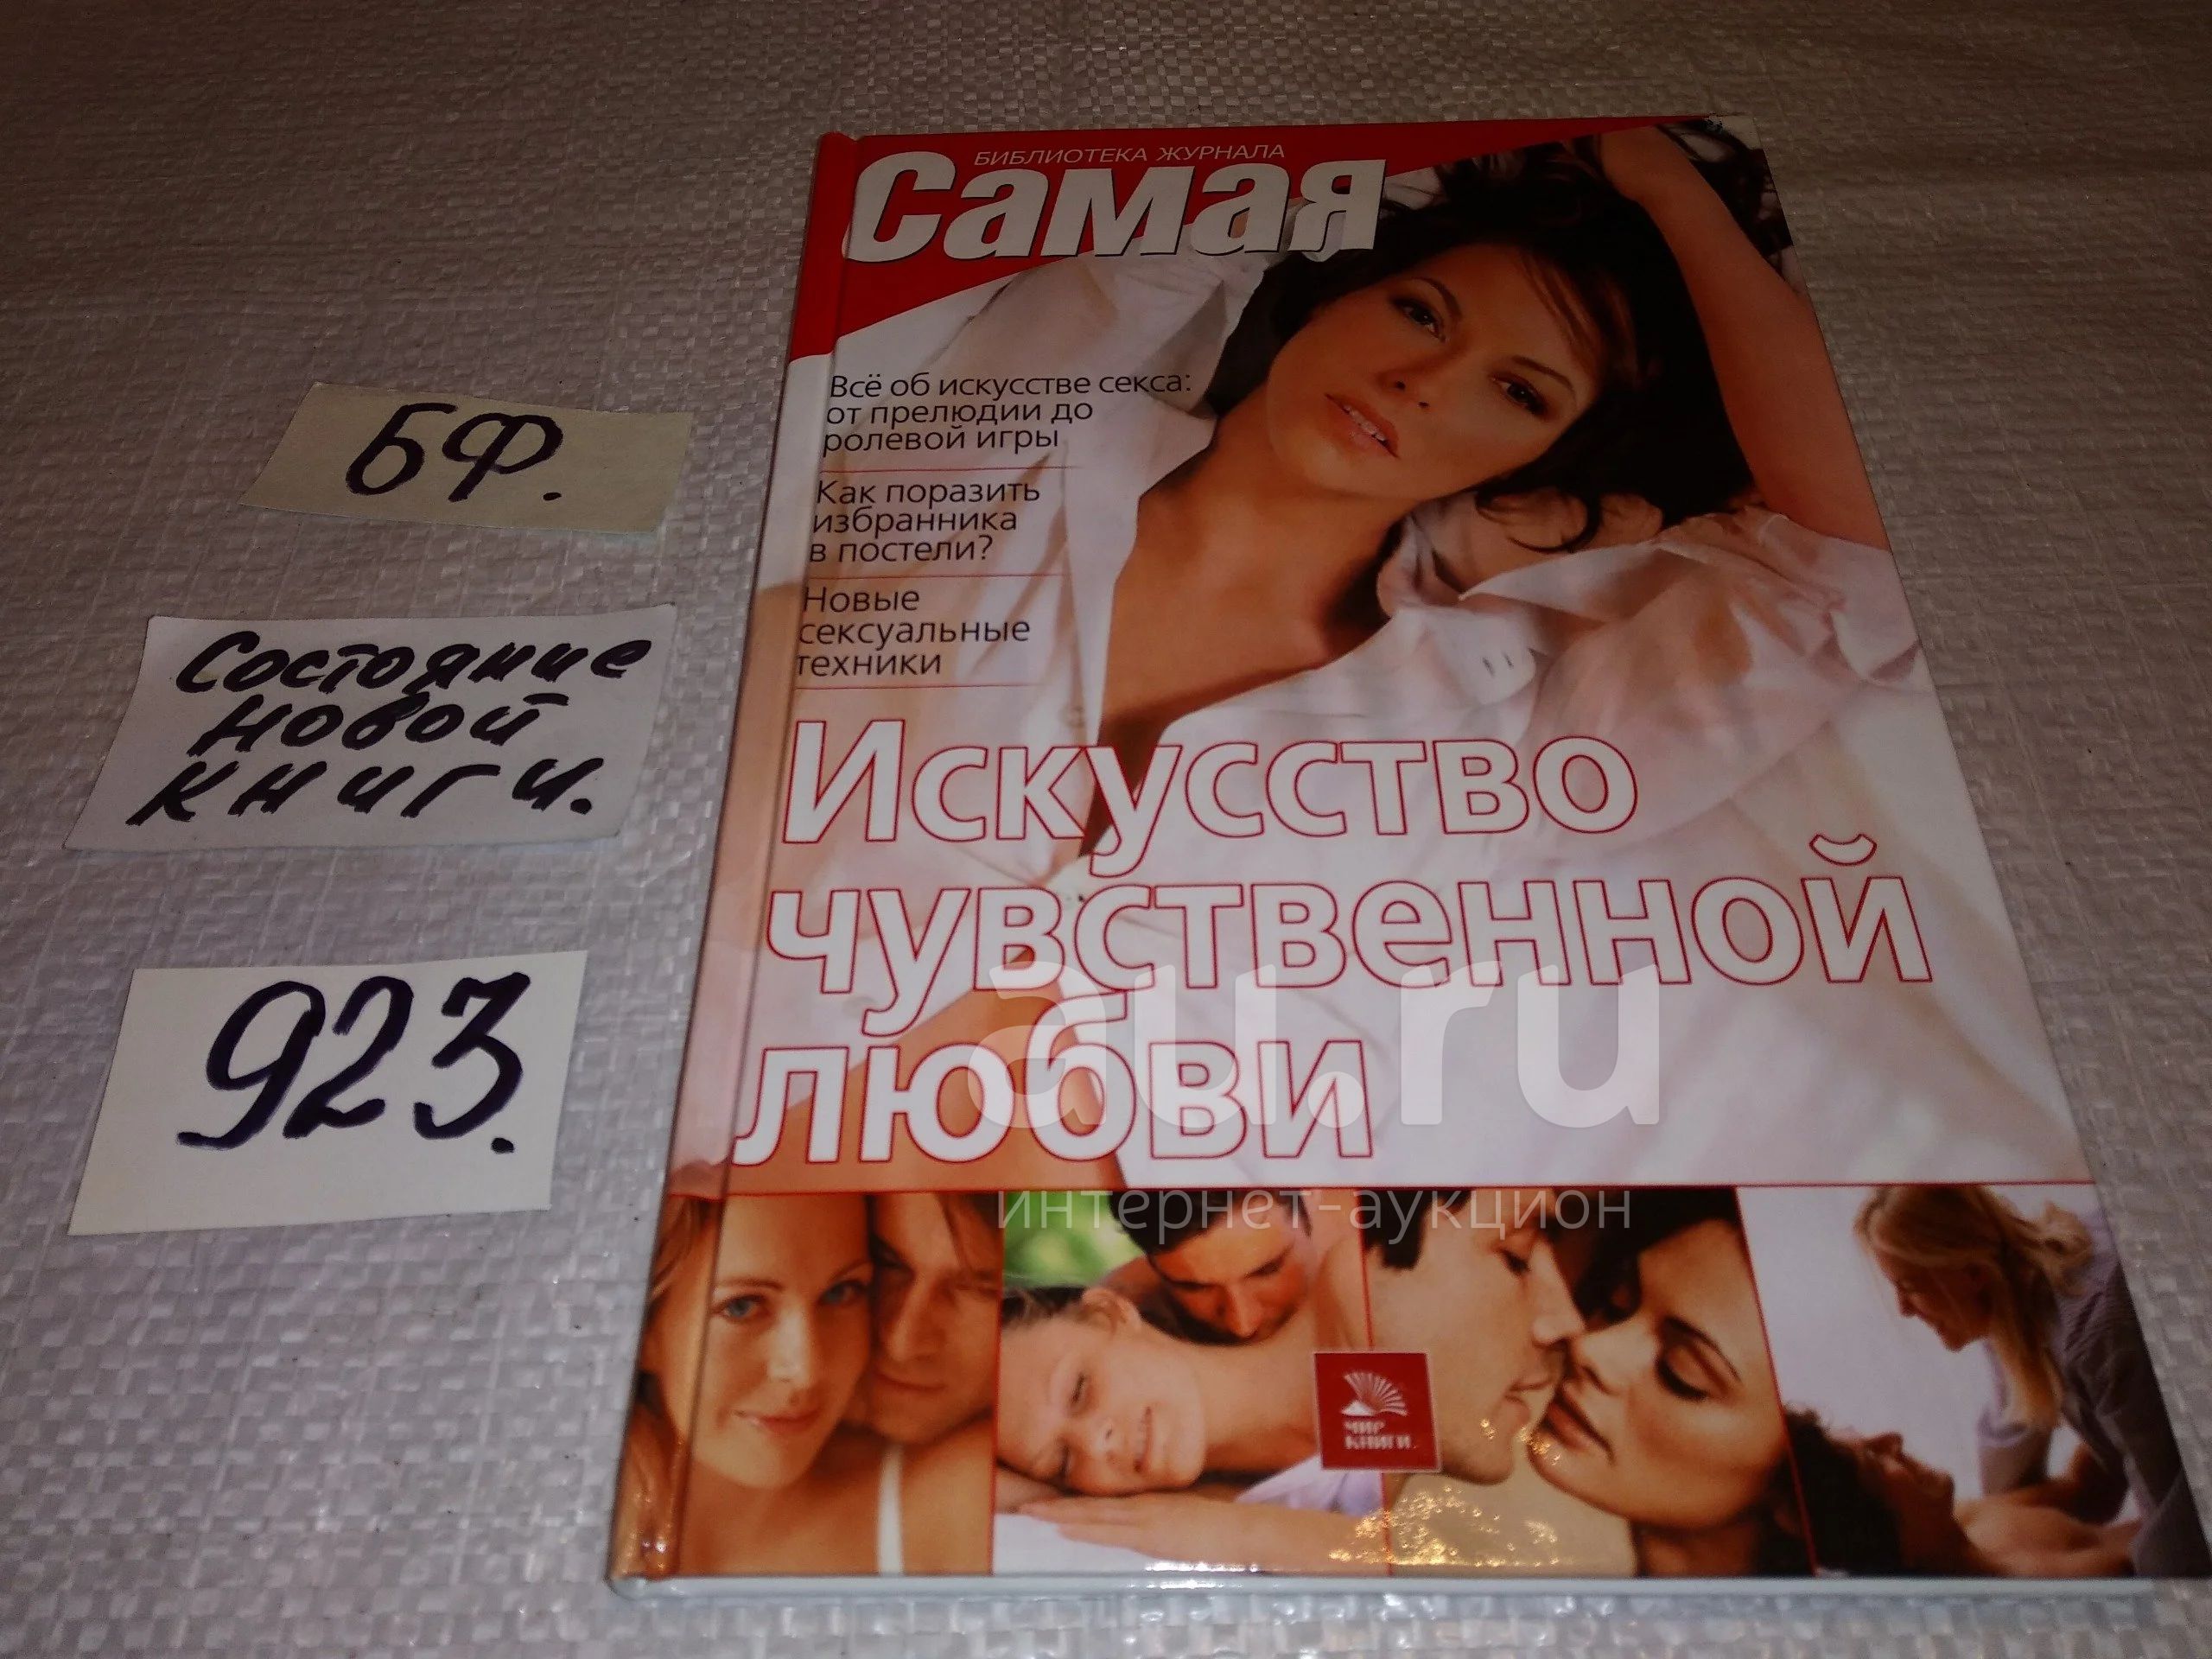 БФ.
Состояние
новой
книги.
923.
БИБЛИОТЕКА ЖУРНАЛА
Самая
Всё об искусстве секса:
от прелюдии до
ролевой игры
Как поразить
избранника
в постели?
Новые
сексуальные
техники
Искусство
чувственной
любви
au.ru
интернет-аукцион
МИР
КНИГИ